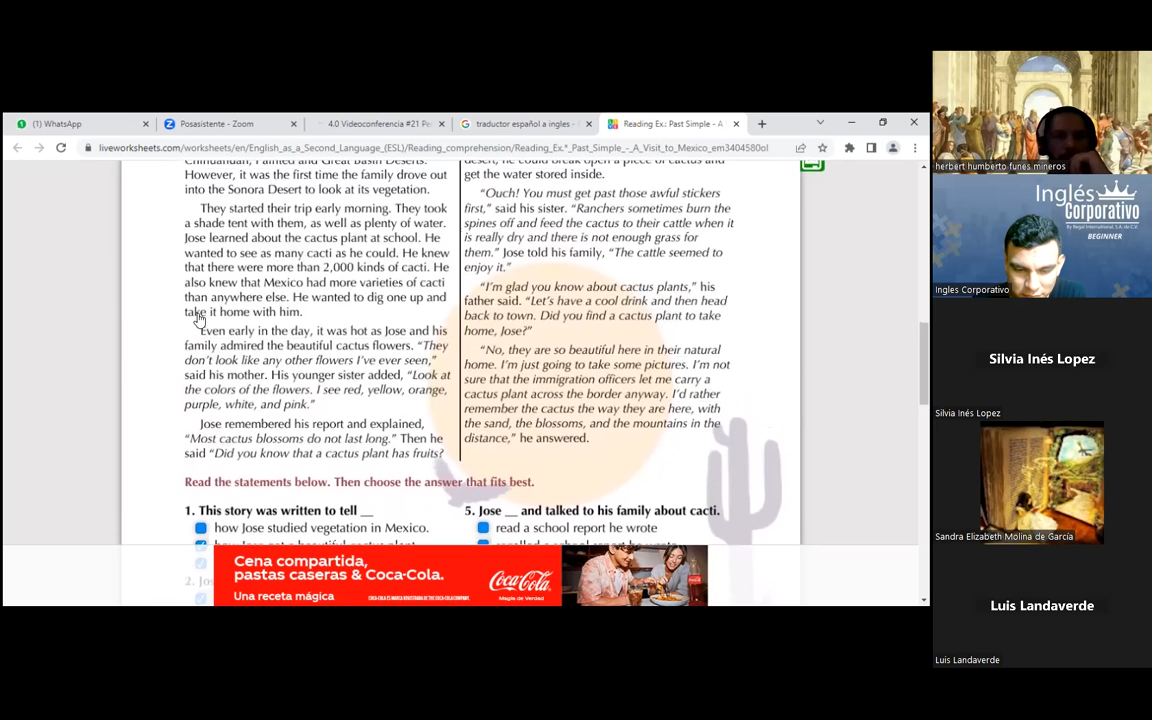 (1) WhatsApp
Posasistente - Zoom
4.0 Videoconferencia #21 Pe
traductor español a ingles -
Reading Ex.: Past Simple - A
liveworksheets.com/worksheets/en/English_as_a_Second_Language_(ESL)/Reading_comprehension/Reading_Ex.*_Past_Simple_-_A_Visit_to_Mexico_em3404580ol
Chihuahuan, Painted and Great Basin Deserts.
However, it was the first time the family drove out
into the Sonora Desert to look at its vegetation.
They started their trip early morning. They took
a shade tent with them, as well as plenty of water.
Jose learned about the cactus plant at school. He
wanted to see as many cacti as he could. He knew
that there were more than 2,000 kinds of cacti. He
also knew that Mexico had more varieties of cacti
than anywhere else. He wanted to dig one up and
take it home with him.
Even early in the day, it was hot as Jose and his
family admired the beautiful cactus flowers. "They
don't look like any other flowers I've ever seen,"
said his mother. His younger sister added, "Look at
the colors of the flowers. I see red, yellow, orange,
purple, white, and pink."
Jose remembered his report and explained,
"Most cactus blossoms do not last long." Then he
said "Did you know that a cactus plant has fruits?
desert, he could break open a piece of cactus and
get the water stored inside.
"Ouch! You must get past those awful stickers
first," said his sister. "Ranchers sometimes burn the
spines off and feed the cactus to their cattle when it
is really dry and there is not enough grass for
them." Jose told his family, "The cattle seemed to
enjoy it."
"I'm glad you know about cactus plants," his
father said. "Let's have a cool drink and then head
back to town. Did you find a cactus plant to take
home, Jose?"
"No, they are so beautiful here in their natural
home. I'm just going to take some pictures. I'm not
sure that the immigration officers let me carry a
cactus plant across the border anyway. I'd rather
remember the cactus the way they are here, with
the sand, the blossoms, and the mountains in the
distance," he answered.
Read the statements below. Then choose the answer that fits best.
1. This story was written to tell __
how Jose studied vegetation in Mexico.
how Jose got a beautiful cactus plant
2. Jos
5. Jose __ and talked to his family about cacti.
read a school report he wrote
recalled a school report he wrote
Cena compartida,
pastas caseras & Coca-Cola.
Una receta mágica
Coca-Cola
Magia de Verdad
herbert humberto funes mineros
Inglés
Corporativo
By Regal International, S.A. de C.V.
BEGINNER
Ingles Corporativo
Silvia Inés Lopez
Silvia Inés Lopez
Sandra Elizabeth Molina de García
Luis Landaverde
Luis Landaverde